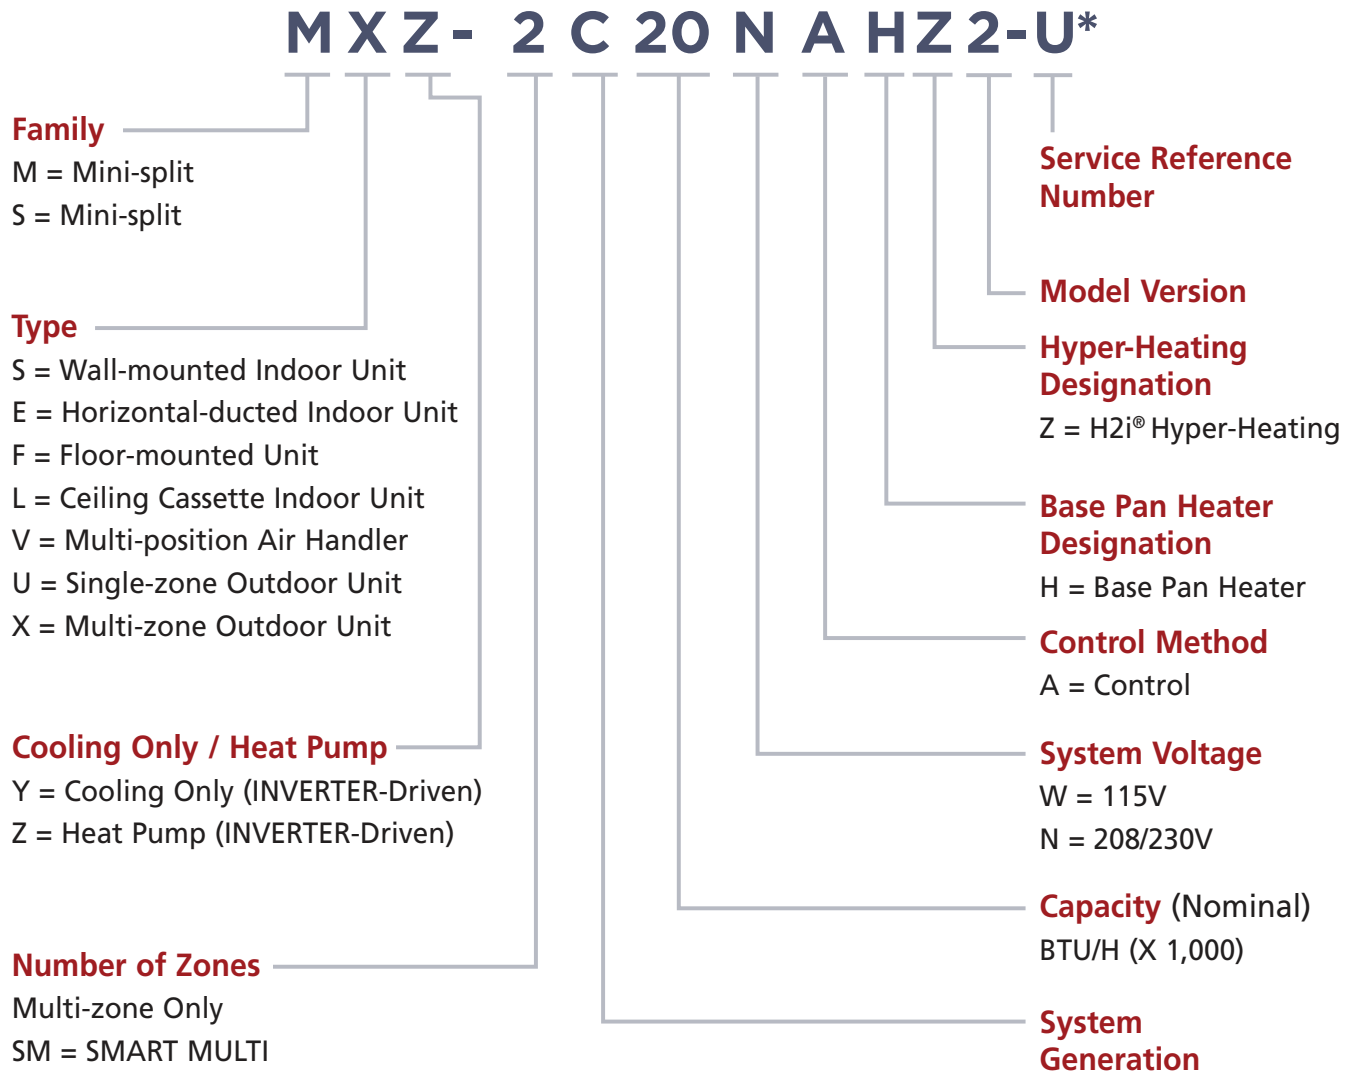 MXZ- 2 C 20 N A HZ2-U*
Family
M = Mini-split
S = Mini-split
Type
S = Wall-mounted Indoor Unit
E = Horizontal-ducted Indoor Unit
F = Floor-mounted Unit
L = Ceiling Cassette Indoor Unit
V = Multi-position Air Handler
U = Single-zone Outdoor Unit
X = Multi-zone Outdoor Unit
Cooling Only / Heat Pump
Y = Cooling Only (INVERTER-Driven)
Z = Heat Pump (INVERTER-Driven)
Number of Zones
Multi-zone Only
SM = SMART MULTI
Service Reference
Number
Model Version
Hyper-Heating
Designation
Z = H2i® Hyper-Heating
Base Pan Heater
Designation
H = Base Pan Heater
Control Method
A = Control
System Voltage
W = 115V
N = 208/230V
Capacity (Nominal)
BTU/H (X 1,000)
System
Generation